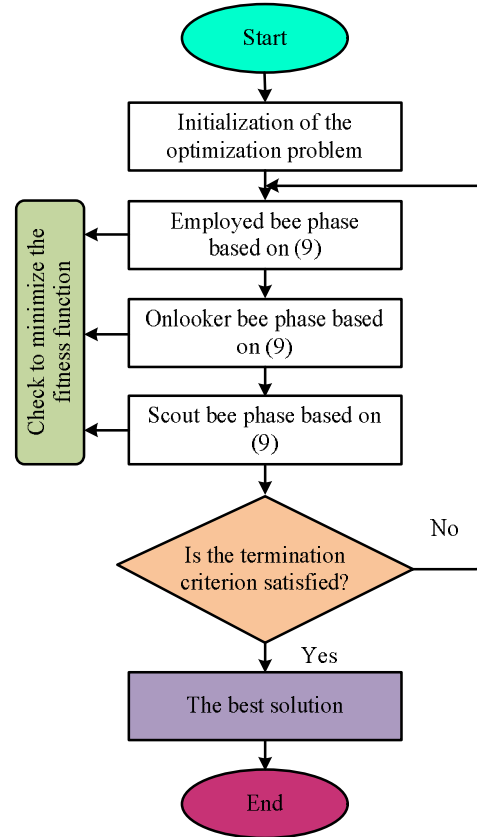 Start
Initialization of the
optimization problem
Employed bee phase
based on (9)
Check to minimize the
fitness function
Onlooker bee phase based
on (9)
Scout bee phase based on
(9)
Is the termination
criterion satisfied?
No
Yes
The best solution
End